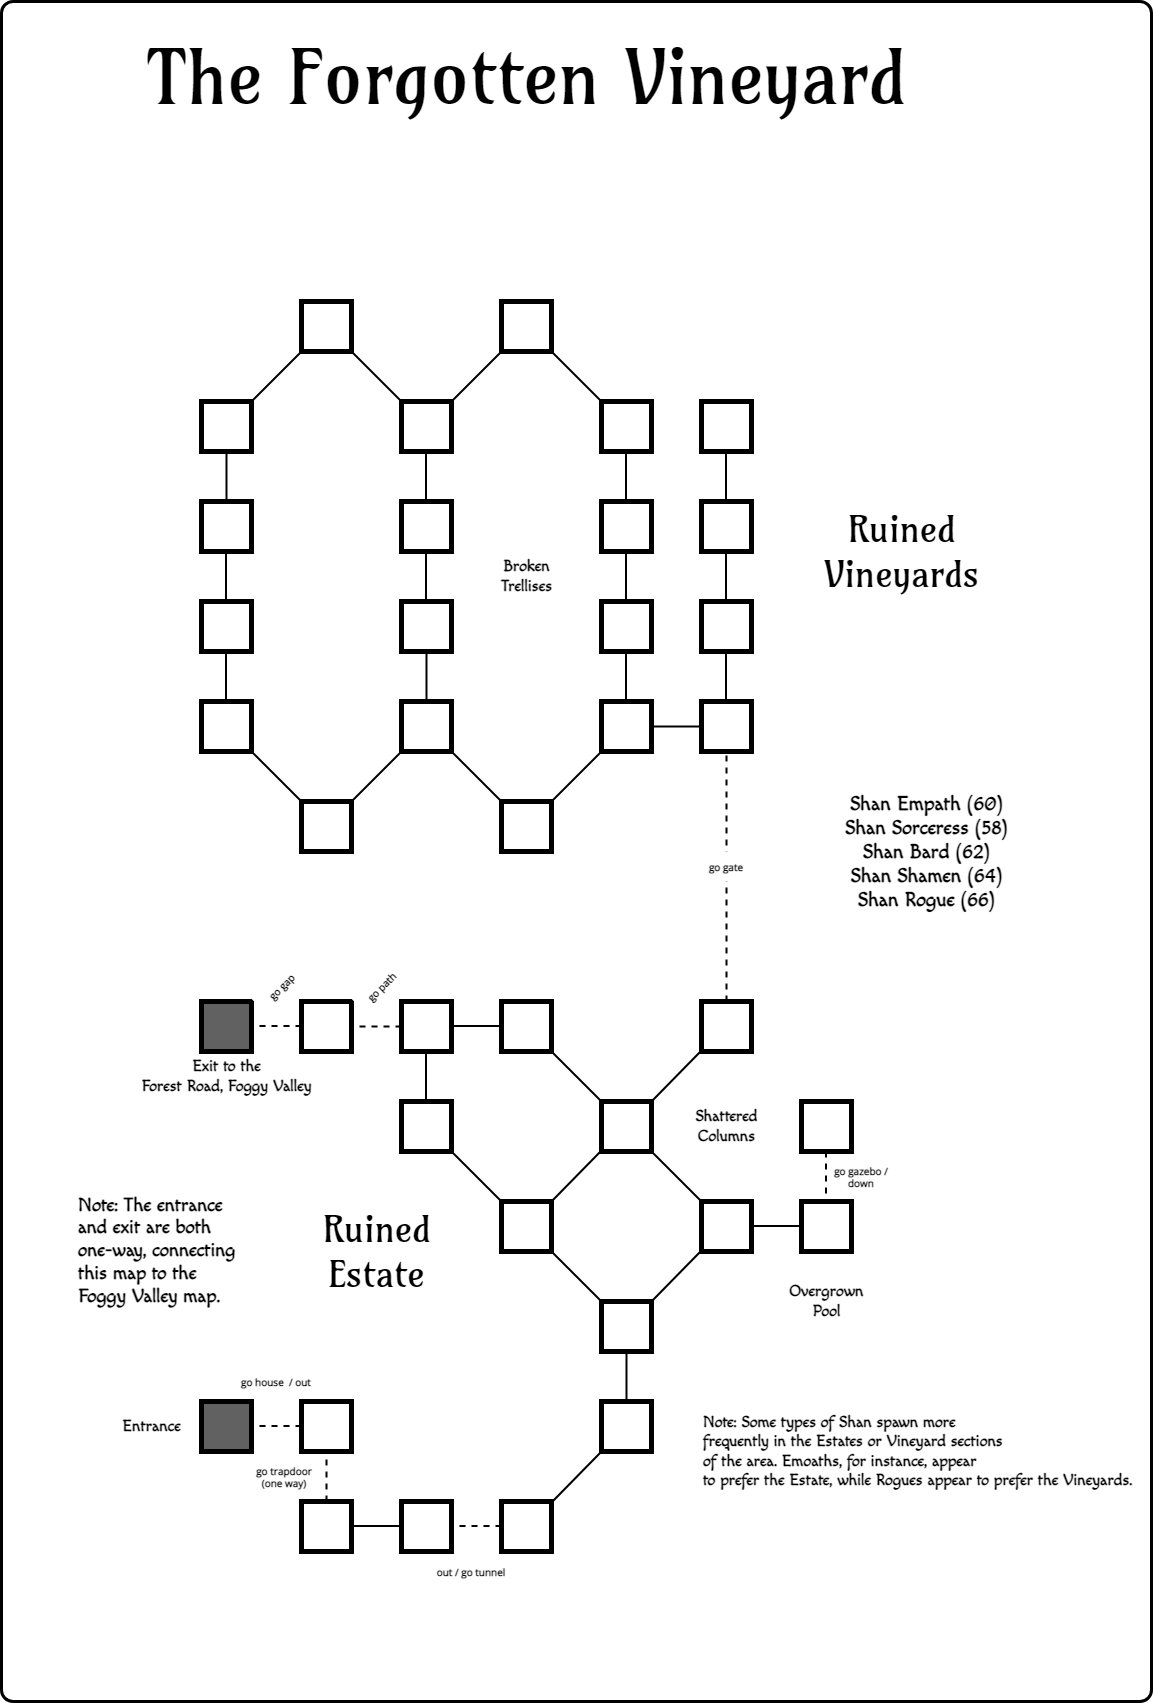 The Forgotten Vineyard
Ruined
Vineyards
Broken
Trellises
Shan Empath (60)
Shan Sorceress (58)
Shan Bard (62)
Shan Shamen (64)
Shan Rogue (66)
go gate
go gap
go path
Exit to the
Forest Road, Foggy Valley
Shattered
Columns
go gazebo /
down
Note: The entrance
and exit are both
one-way, connecting
this map to the
Foggy Valley map.
Ruined
Estate
Overgrown
Pool
go house / out
Entrance
go trapdoor
(one way)
out / go tunnel
Note: Some types of Shan spawn more
frequently in the Estates or Vineyard sections
of the area. Emoaths, for instance, appear
to prefer the Estate, while Rogues appear to prefer the Vineyards.